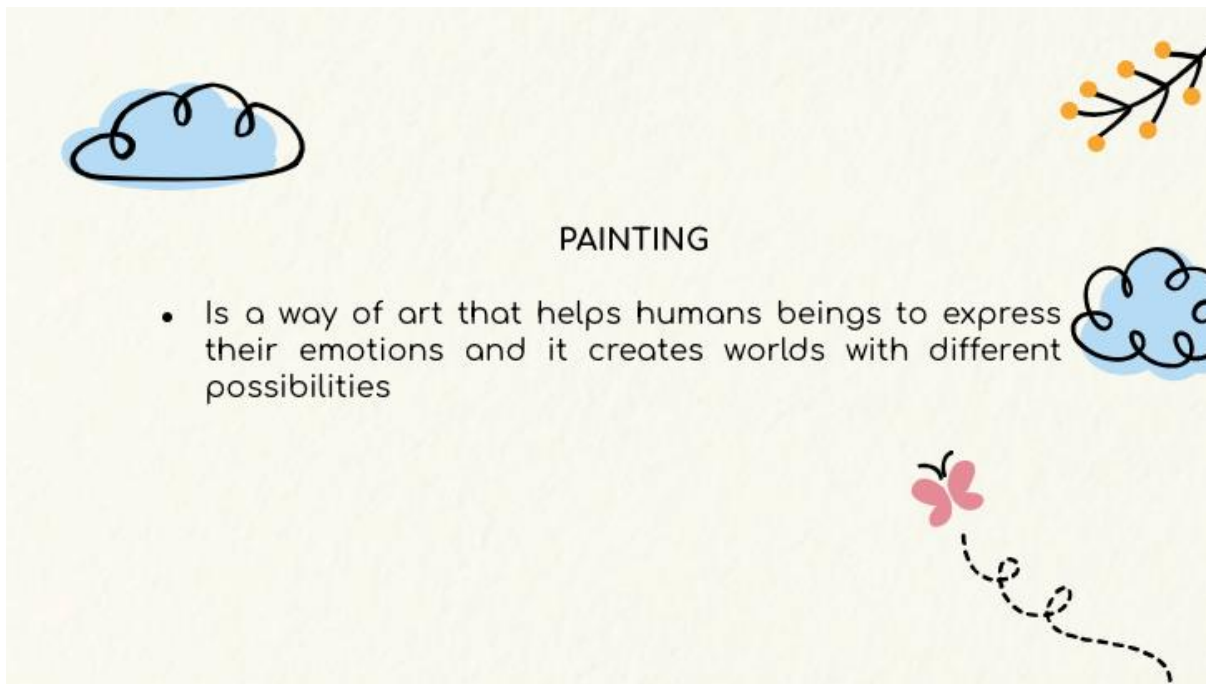 PAINTING
• Is a way of art that helps humans beings to express
their emotions and it creates worlds with different
possibilities